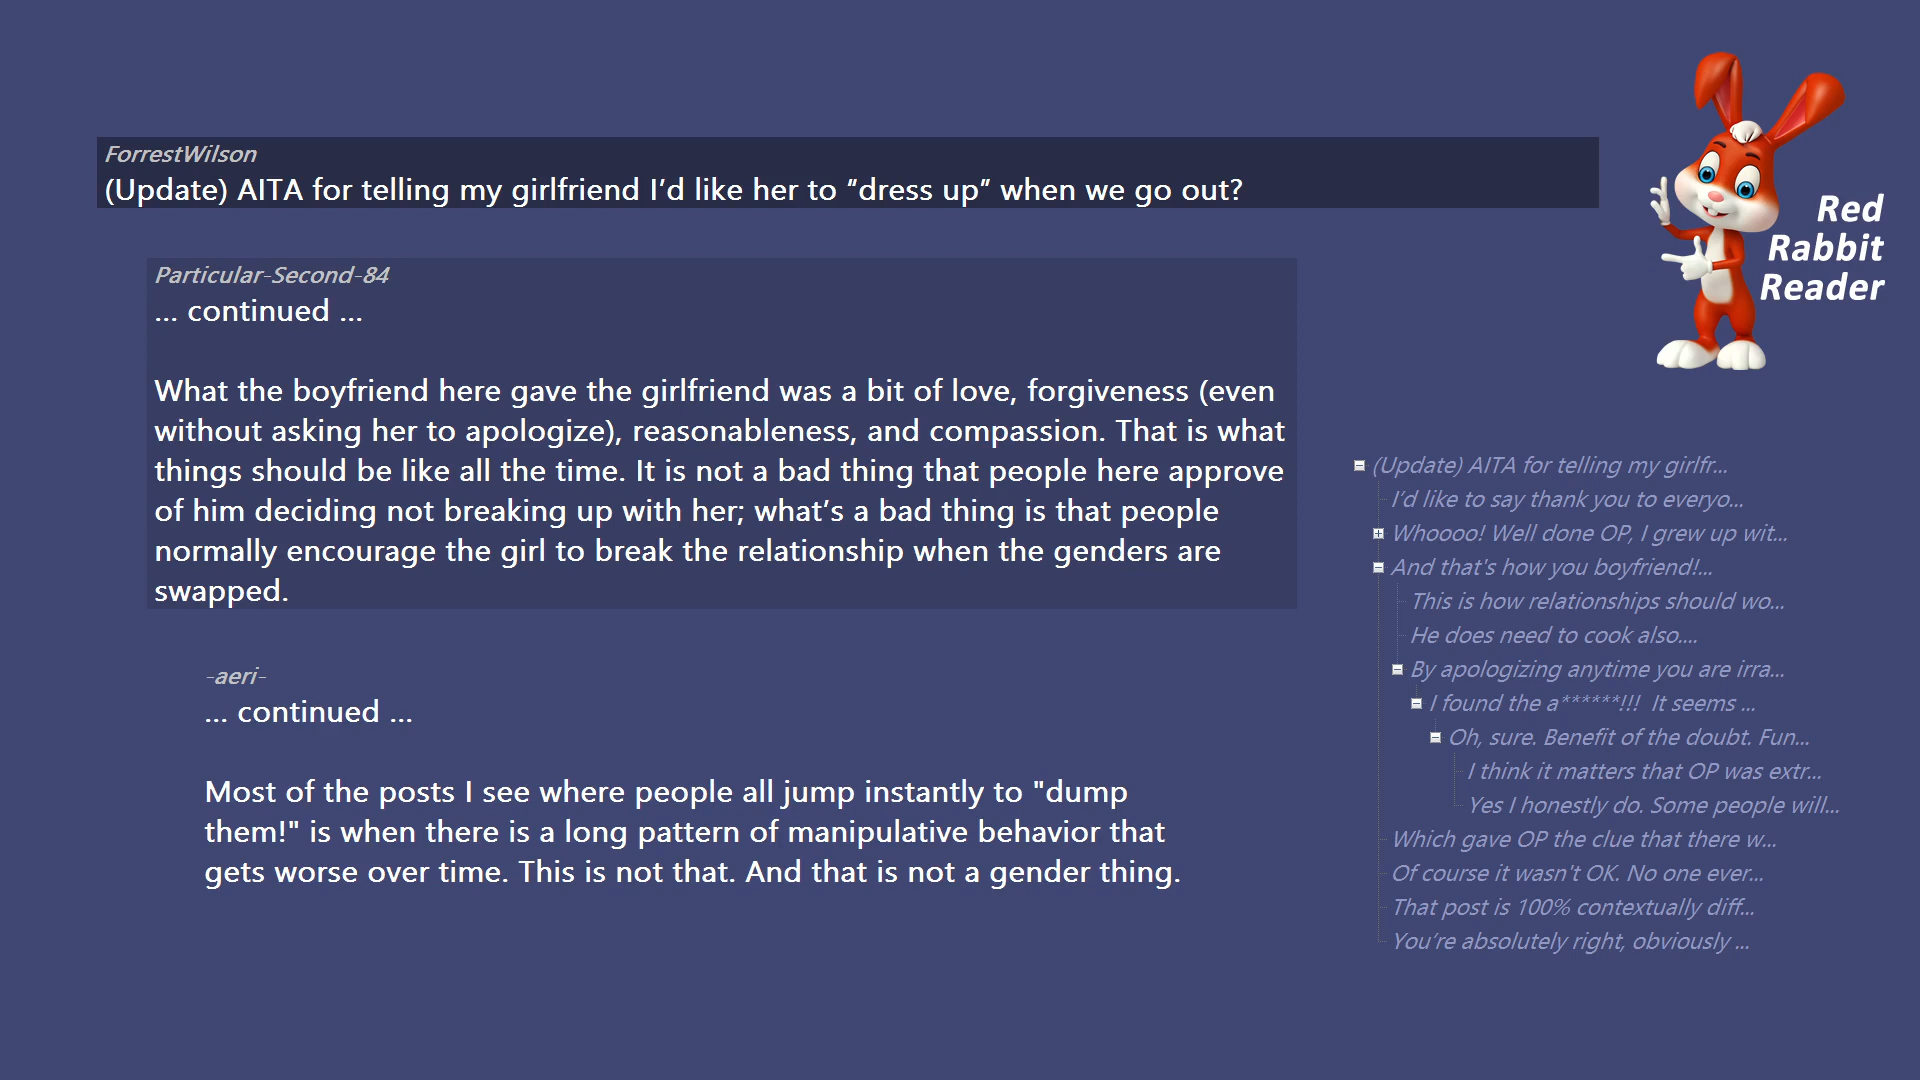 ForrestWilson
(Update) AITA for telling my girlfriend I’d like her to “dress up” when we go out?
Particular-Second-84
... continued ...
What the boyfriend here gave the girlfriend was a bit of love, forgiveness (even
without asking her to apologize), reasonableness, and compassion. That is what
things should be like all the time. It is not a bad thing that people here approve
of him deciding not breaking up with her; what’s a bad thing is that people
normally encourage the girl to break the relationship when the genders are
swapped.
-aeri-
... continued ...
Most of the posts I see where people all jump instantly to "dump
them!" is when there is a long pattern of manipulative behavior that
gets worse over time. This is not that. And that is not a gender thing.
Red
Rabbit
Reader
(Update) AITA for telling my girlfr...
I’d like to say thank you to everyo...
Whoooo! Well done OP, I grew up wit...
And that's how you boyfriend!...
This is how relationships should wo...
He does need to cook also....
By apologizing anytime you are irra...
I found the a******!!! It seems ...
Oh, sure. Benefit of the doubt. Fun...
I think it matters that OP was extr...
Yes I honestly do. Some people will...
Which gave OP the clue that there w...
Of course it wasn't OK. No one ever...
That post is 100% contextually diff...
You’re absolutely right, obviously ...